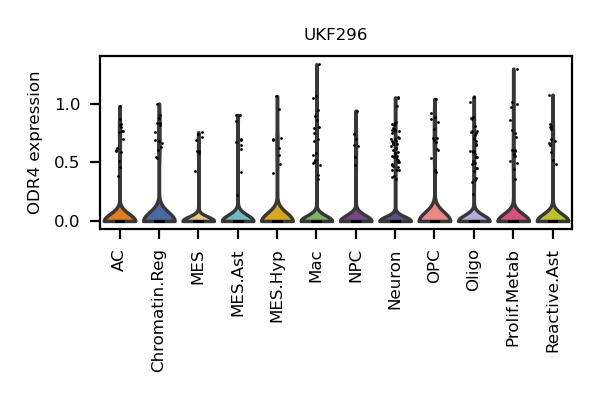 UKF296
ODR4 expression
1.0
0.5
0.0
AC
Chromatin.Reg
MES
MES.Ast
MES.Hyp
Mac
NPC
Neuron
OPC
Oligo
Prolif.Metab
Reactive.Ast